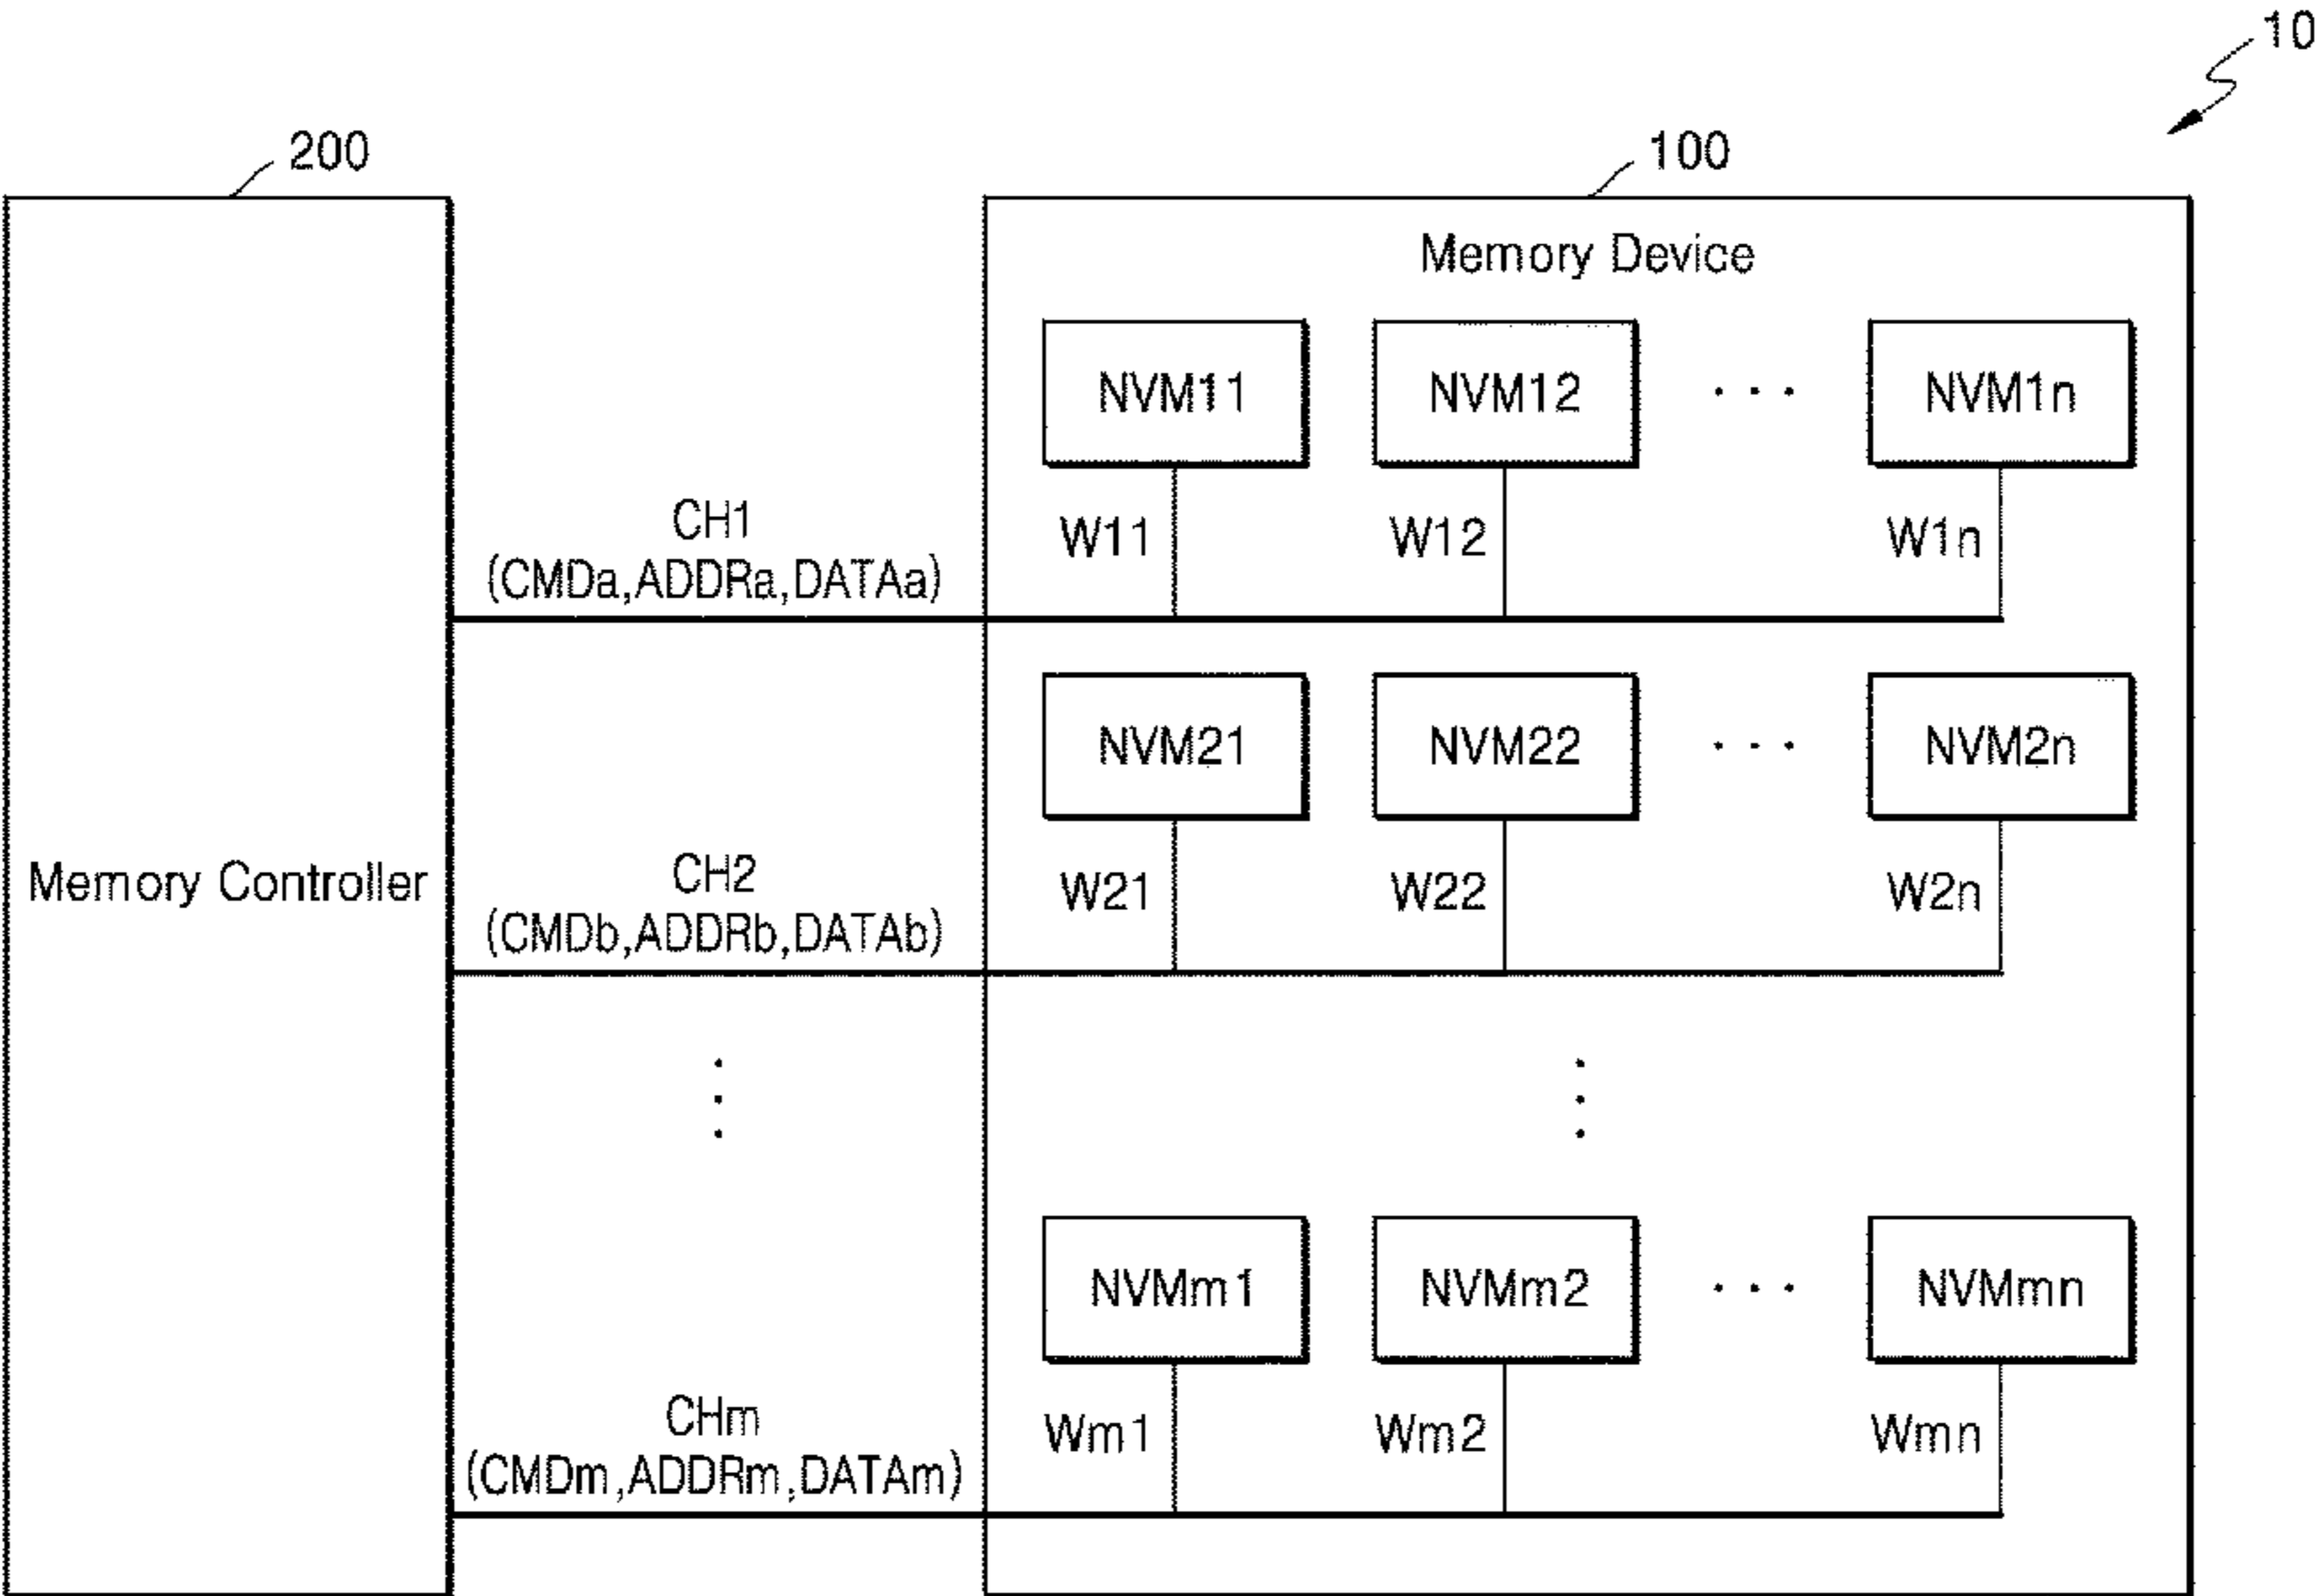 10
200
100
Memory Device
NVM11 NVM12 · · · NVM1n
CH1
(CMDa,ADDRa,DATAa)
W11 W12 W1n
NVM21 NVM22 · · · NVM2n
Memory Controller
CH2
(CMDb,ADDRb,DATAb)
W21 W22 W2n
NVMm1 NVMm2 · · · NVMmn
CHm
(CMDm,ADDRm,DATAm)
Wm1 Wm2 Wmn